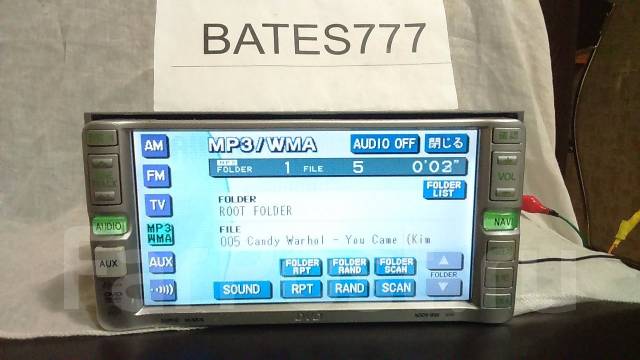 BATES777
AM
MP3/WMA
AUDIO OFF
閉じる
FM
MP3
FOLDER 1 FILE 5 0'02"
VOL
TV
FOLDER
ROOT FOLDER
FOLDER
LIST
AUDIO
MP3
WMA
FILE
005 Candy Warhol - You Came (Kim
NAVI
AUX
AUX
FOLDER
RPT
FOLDER
RAND
FOLDER
SCAN
FOLDER
SOUND
RPT
RAND
SCAN